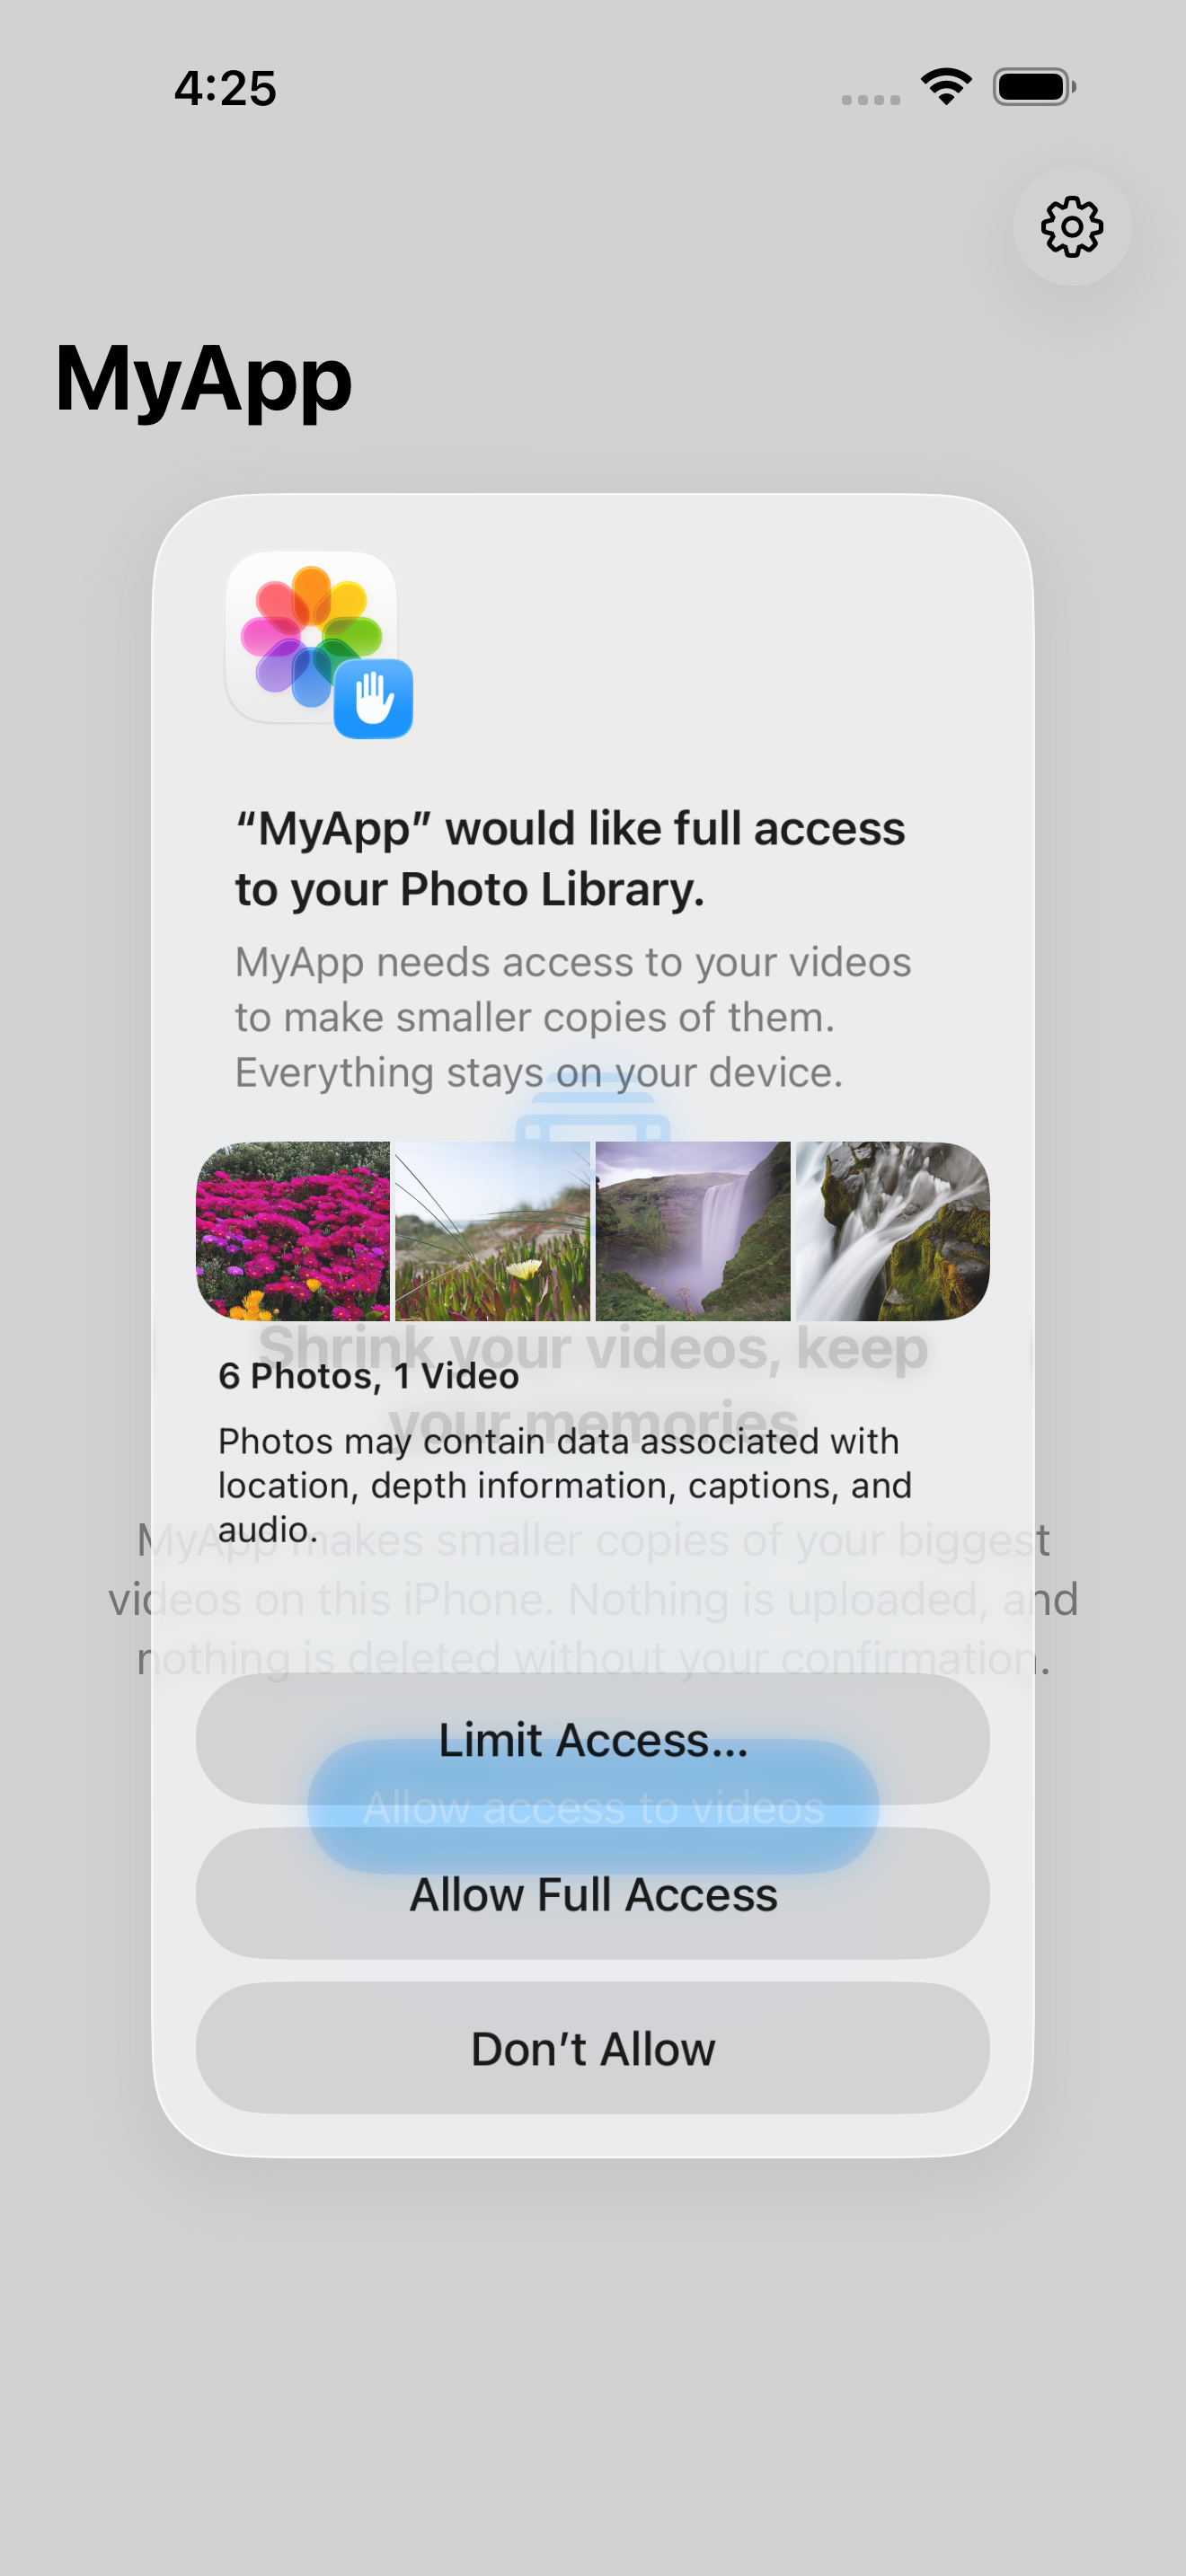 4:25
MyApp
“MyApp” would like full access
to your Photo Library.
MyApp needs access to your videos
to make smaller copies of them.
Everything stays on your device.
Shrink your videos, keep
your memories
6 Photos, 1 Video
Photos may contain data associated with
location, depth information, captions, and
audio.
MyApp makes smaller copies of your biggest
videos on this iPhone. Nothing is uploaded, and
nothing is deleted without your confirmation.
Limit Access...
Allow access to videos
Allow Full Access
Don’t Allow